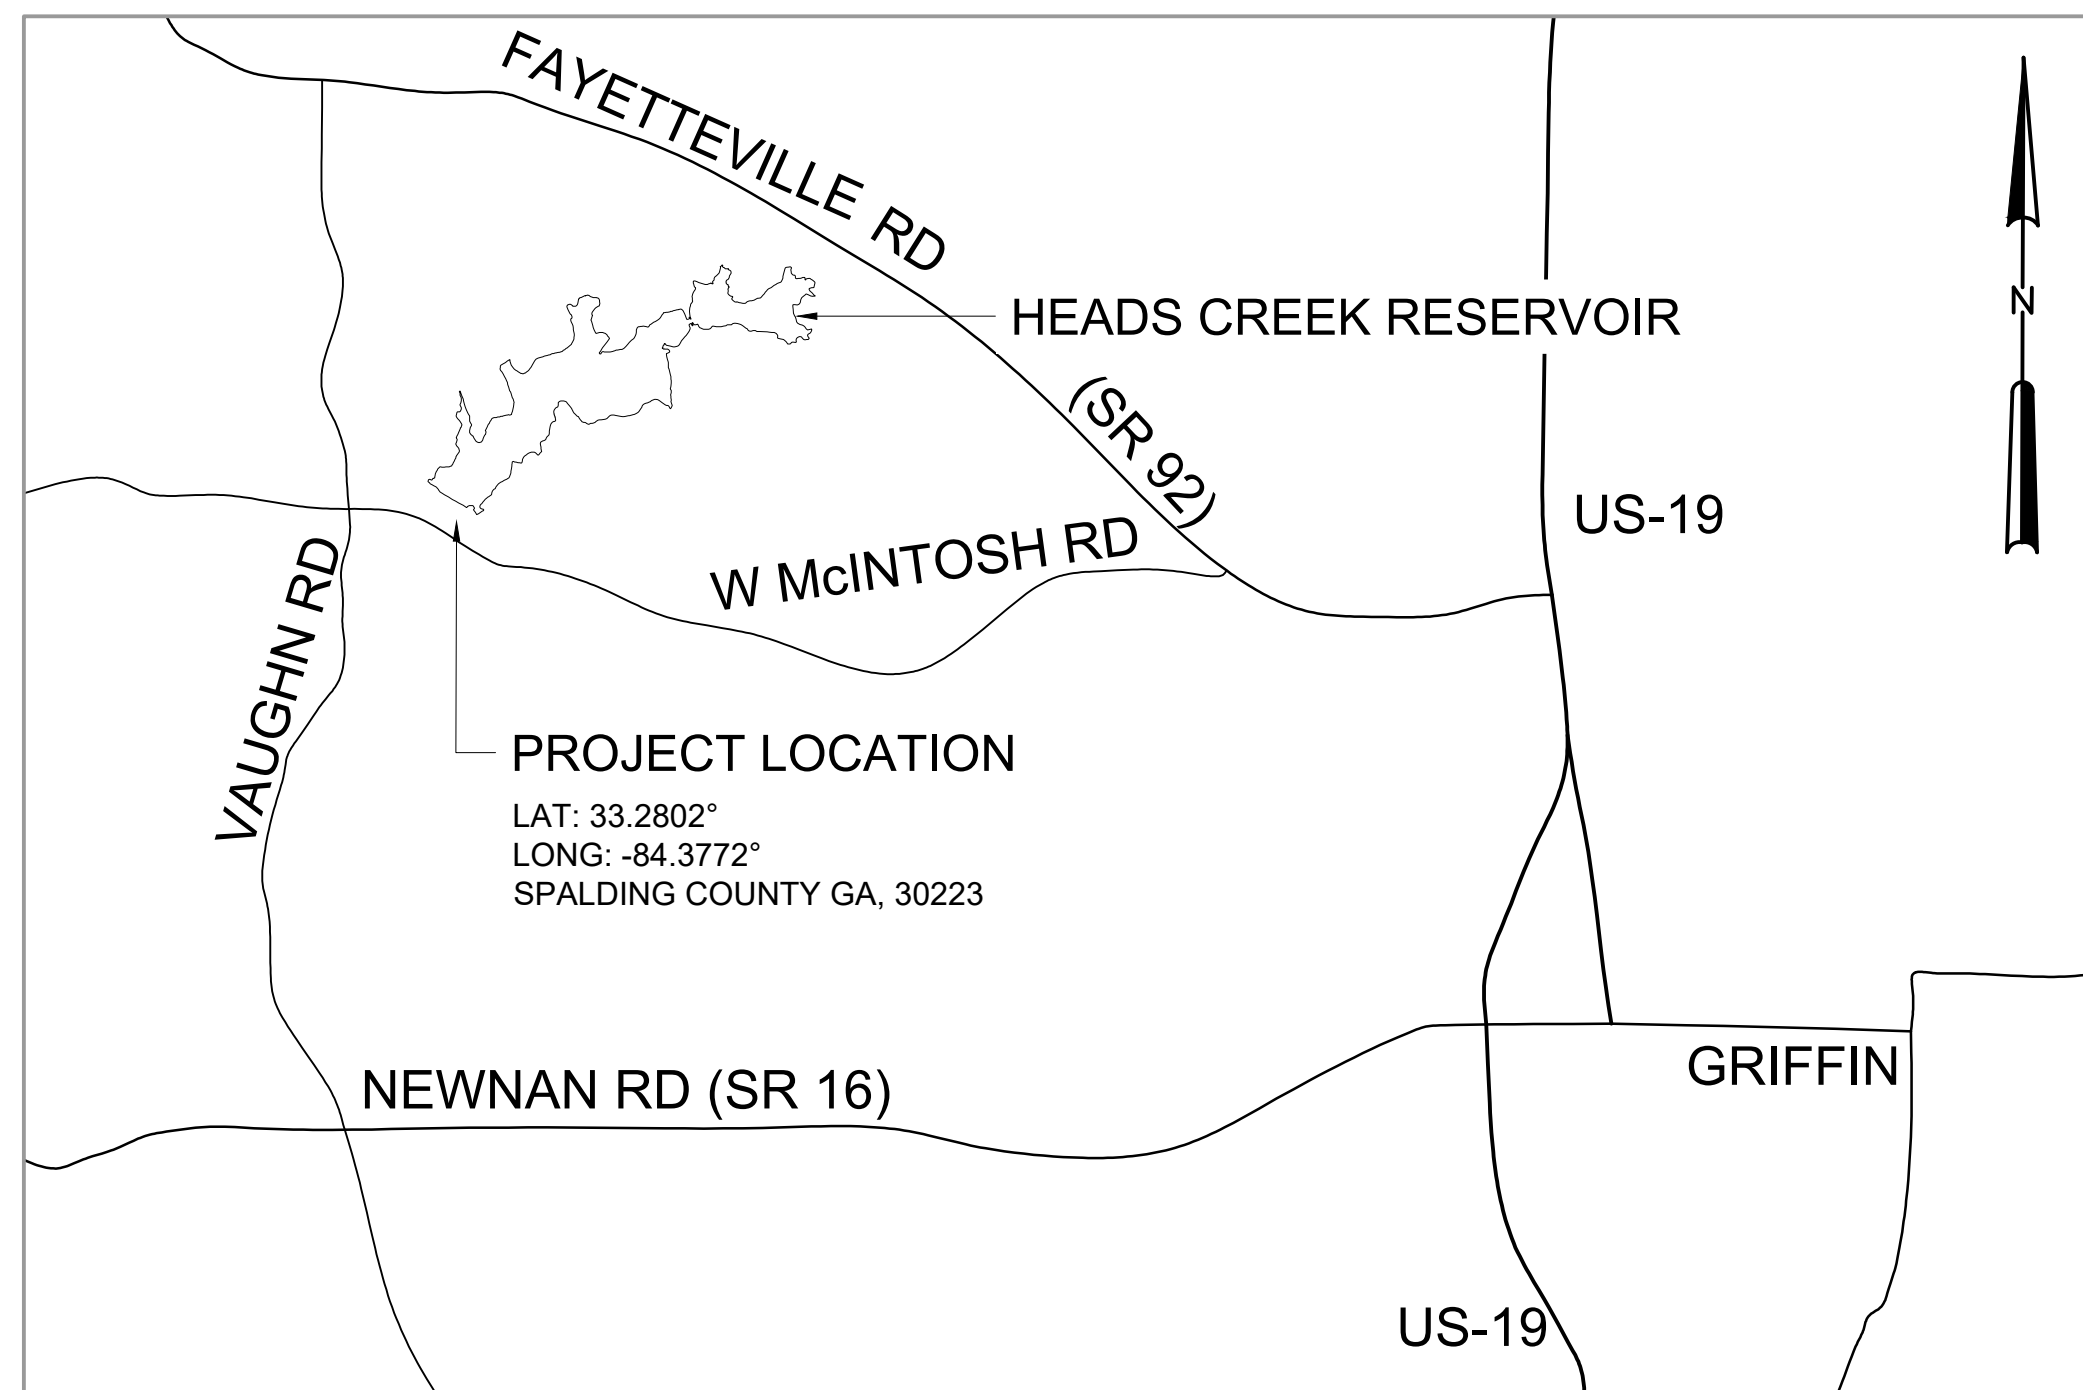 FAYETTEVILLE RD
HEADS CREEK RESERVOIR
N
(SR 92)
US-19
W McINTOSH RD
VAUGHN RD
PROJECT LOCATION
LAT: 33.2802°
LONG: -84.3772°
SPALDING COUNTY GA, 30223
GRIFFIN
NEWNAN RD (SR 16)
US-19